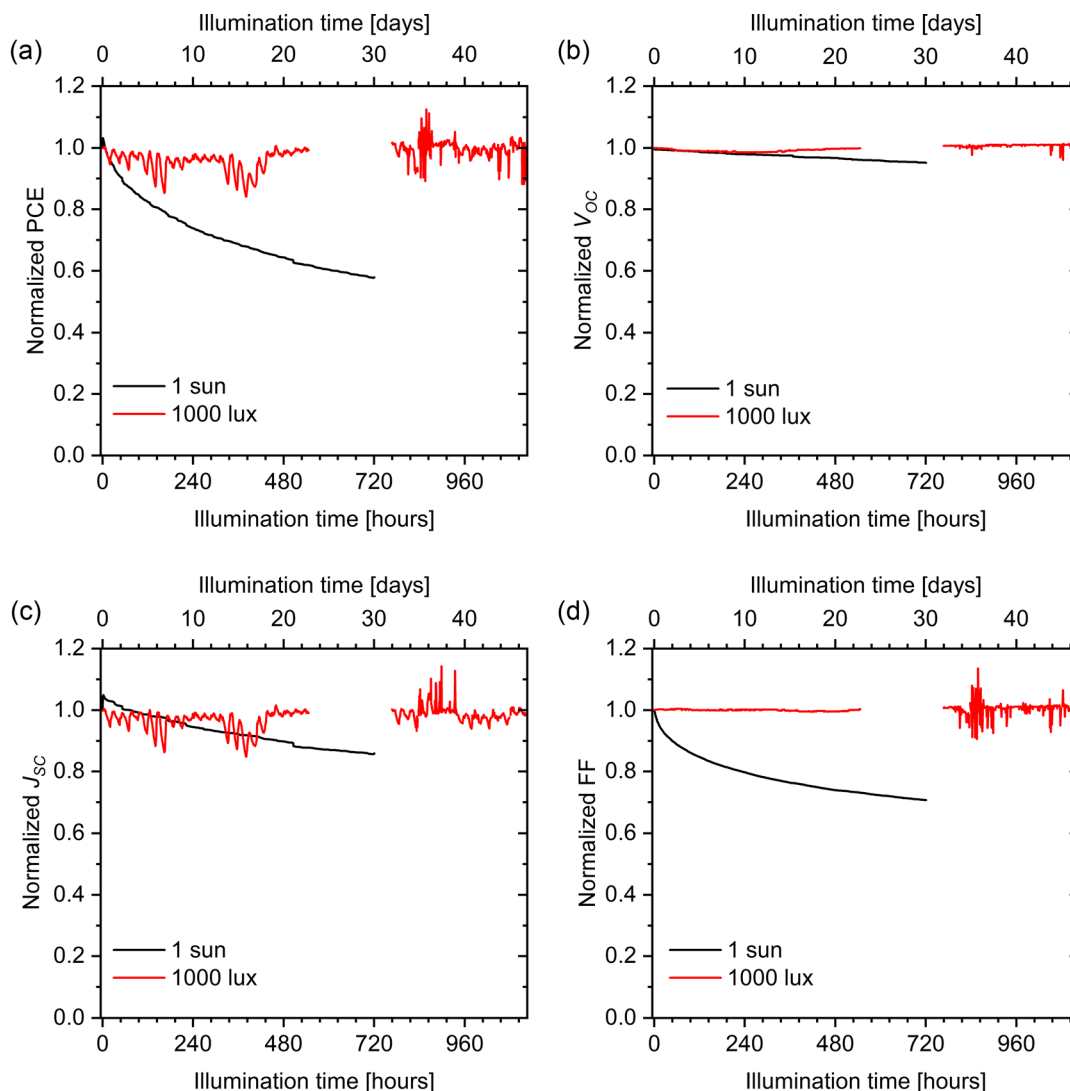 (a)
Illumination time [days]
0 10 20 30 40
Normalized PCE
1.2
1.0
0.8
0.6
0.4
0.2
0.0
1 sun
1000 lux
0 240 480 720 960
Illumination time [hours]
(b)
Illumination time [days]
0 10 20 30 40
Normalized VOC
1.2
1.0
0.8
0.6
0.4
0.2
0.0
1 sun
1000 lux
0 240 480 720 960
Illumination time [hours]
(c)
Illumination time [days]
0 10 20 30 40
Normalized JSC
1.2
1.0
0.8
0.6
0.4
0.2
0.0
1 sun
1000 lux
0 240 480 720 960
Illumination time [hours]
(d)
Illumination time [days]
0 10 20 30 40
Normalized FF
1.2
1.0
0.8
0.6
0.4
0.2
0.0
1 sun
1000 lux
0 240 480 720 960
Illumination time [hours]